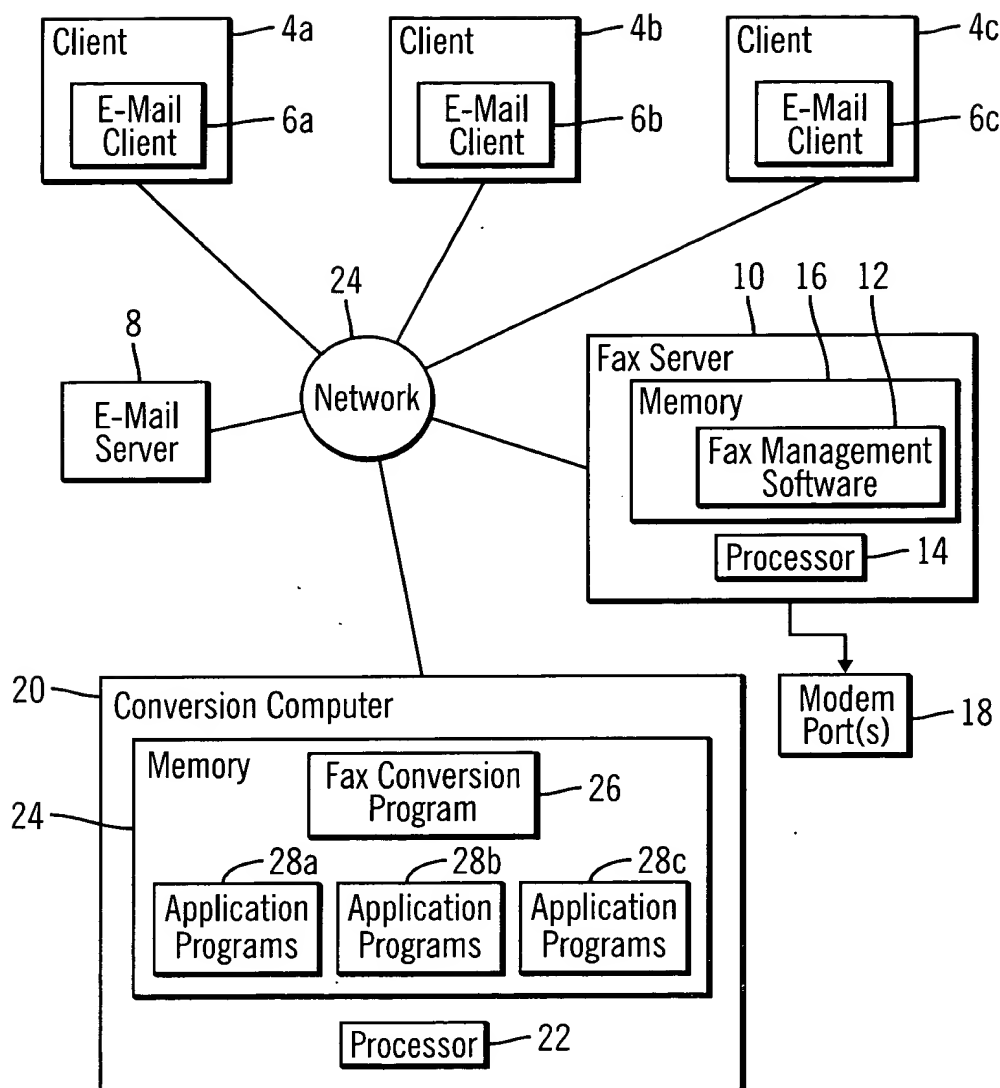 Client
4a
E-Mail
Client
6a
Client
4b
E-Mail
Client
6b
Client
4c
E-Mail
Client
6c
24
Network
8
E-Mail
Server
10
16
12
Fax Server
Memory
Fax Management
Software
Processor
14
Modem
Port(s)
18
20
Conversion Computer
Memory
24
Fax Conversion
Program
26
28a
28b
28c
Application
Programs
Application
Programs
Application
Programs
Processor
22